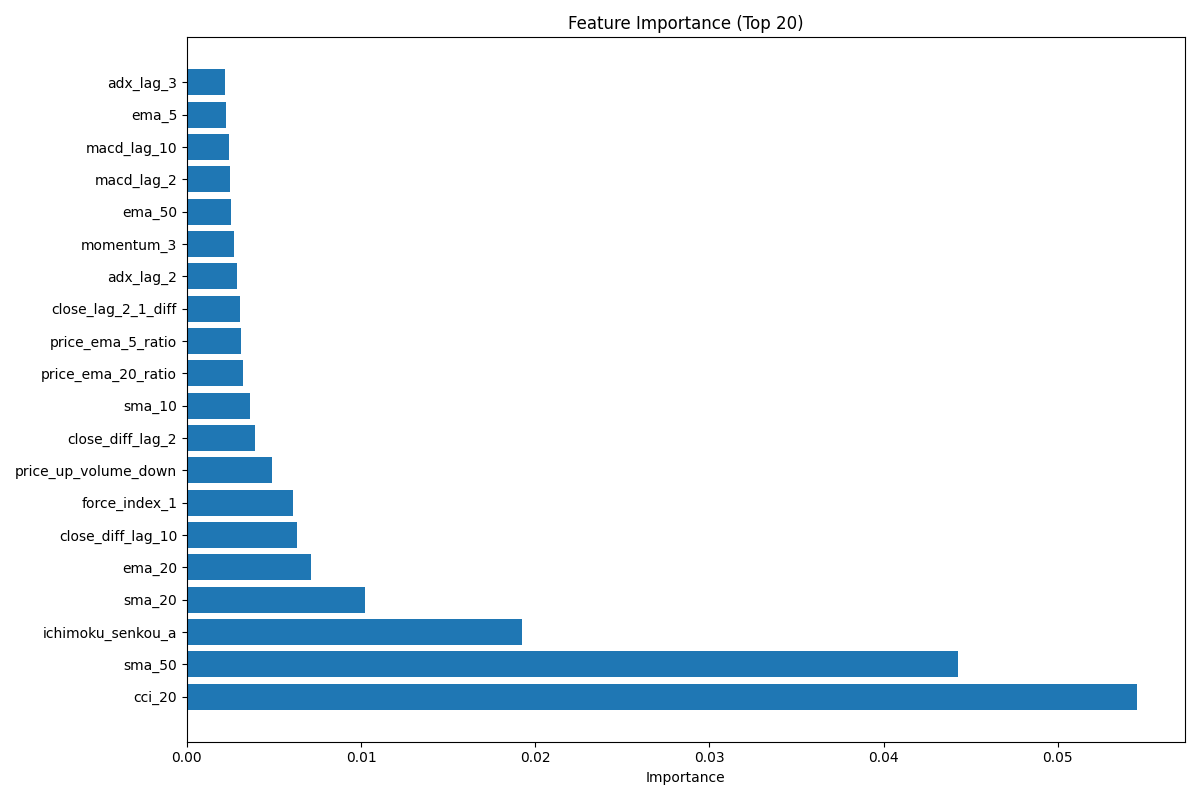 Feature Importance (Top 20)
adx_lag_3
ema_5
macd_lag_10
macd_lag_2
ema_50
momentum_3
adx_lag_2
close_lag_2_1_diff
price_ema_5_ratio
price_ema_20_ratio
sma_10
close_diff_lag_2
price_up_volume_down
force_index_1
close_diff_lag_10
ema_20
sma_20
ichimoku_senkou_a
sma_50
cci_20
0.00 0.01 0.02 0.03 0.04 0.05
Importance